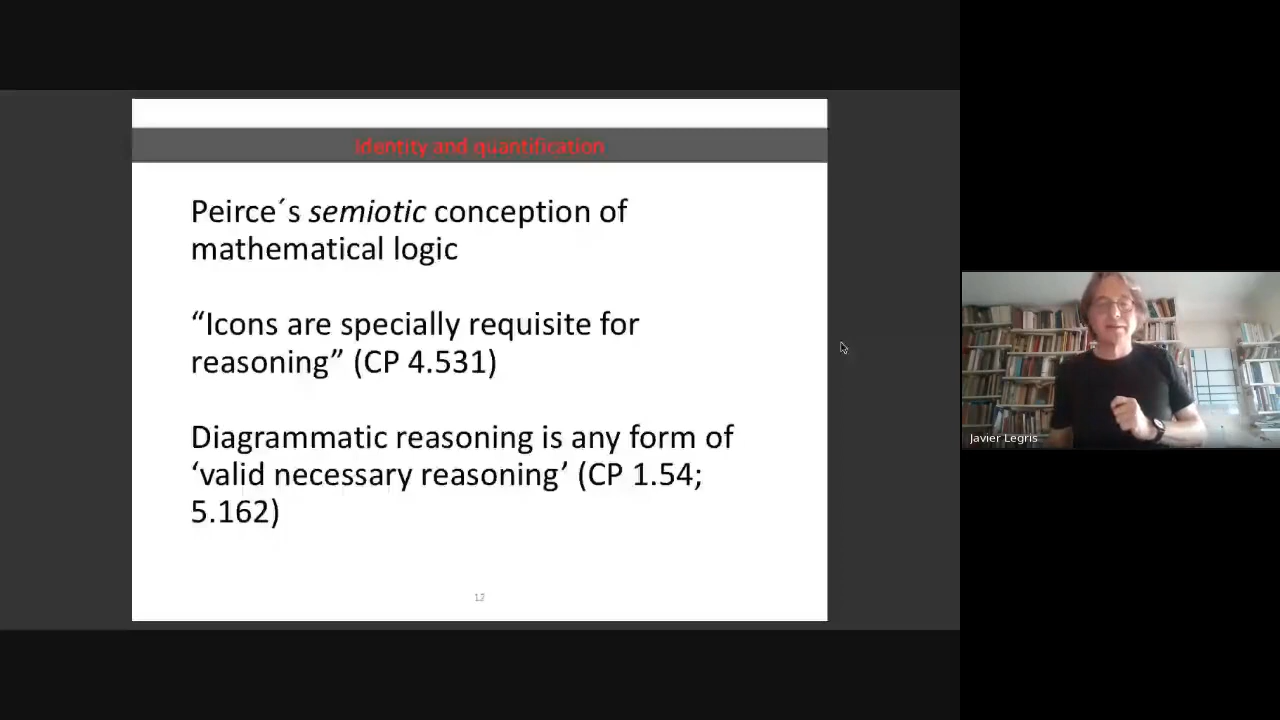 Identity and quantification
Peirce´s semiotic conception of
mathematical logic
“Icons are specially requisite for
reasoning” (CP 4.531)
Diagrammatic reasoning is any form of
‘valid necessary reasoning’ (CP 1.54;
5.162)
12
Javier Legris